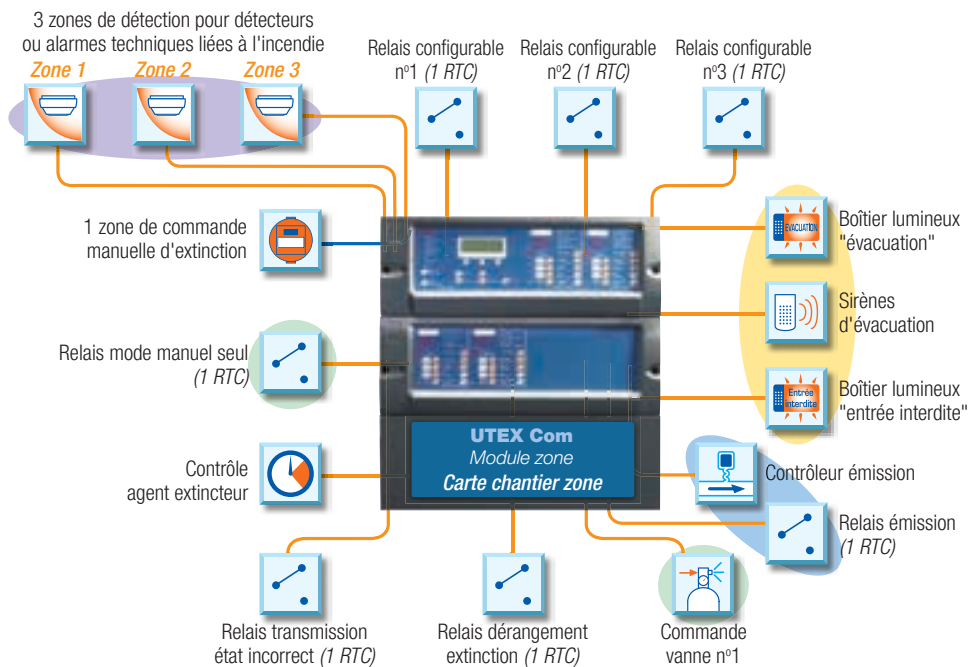 3 zones de détection pour détecteurs
ou alarmes techniques liées à l'incendie
Zone 1
Zone 2
Zone 3
Relais configurable
nº1 (1 RTC)
Relais configurable
nº2 (1 RTC)
Relais configurable
nº3 (1 RTC)
1 zone de commande
manuelle d'extinction
Relais mode manuel seul
(1 RTC)
Contrôle
agent extincteur
EVACUATION
Boîtier lumineux
"évacuation"
Sirènes
d'évacuation
Entrée
interdite
Boîtier lumineux
"entrée interdite"
UTEX Com
Module zone
Carte chantier zone
Contrôleur émission
Relais émission
(1 RTC)
Relais transmission
état incorrect (1 RTC)
Relais dérangement
extinction (1 RTC)
Commande
vanne nº1